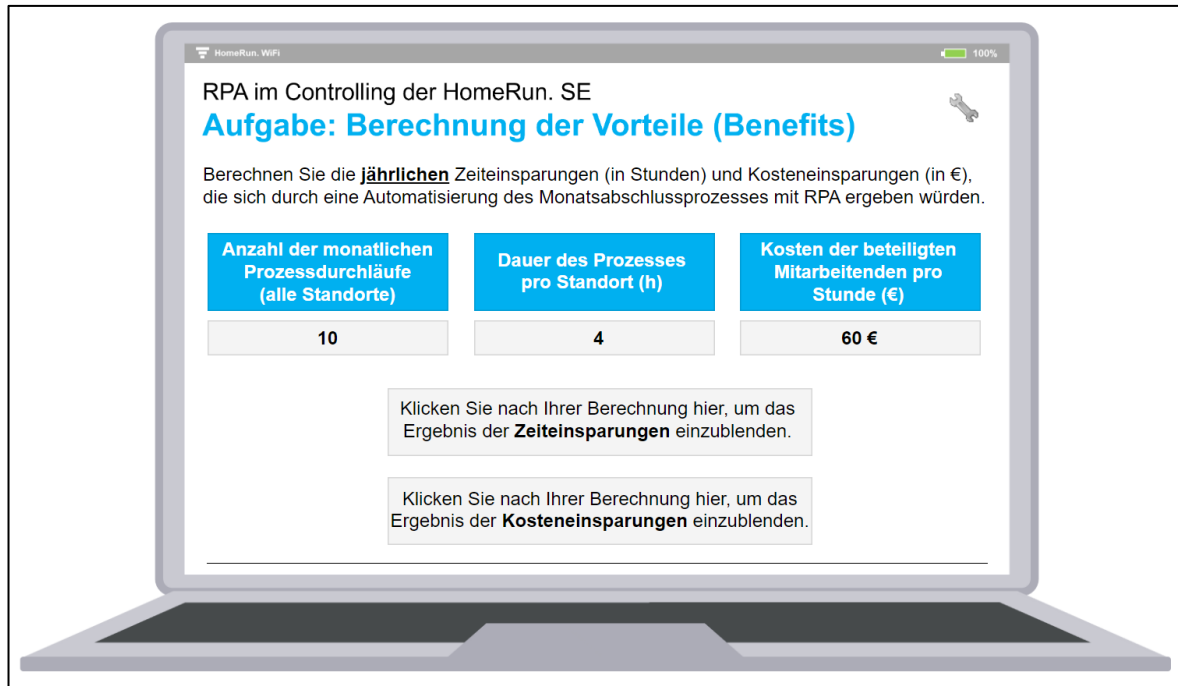 HomeRun. WiFi
100%
RPA im Controlling der HomeRun. SE
Aufgabe: Berechnung der Vorteile (Benefits)
Berechnen Sie die jährlichen Zeiteinsparungen (in Stunden) und Kosteneinsparungen (in €),
die sich durch eine Automatisierung des Monatsabschlussprozesses mit RPA ergeben würden.
Anzahl der monatlichen
Prozessdurchläufe
(alle Standorte)
10
Dauer des Prozesses
pro Standort (h)
4
Kosten der beteiligten
Mitarbeitenden pro
Stunde (€)
60 €
Klicken Sie nach Ihrer Berechnung hier, um das
Ergebnis der Zeiteinsparungen einzublenden.
Klicken Sie nach Ihrer Berechnung hier, um das
Ergebnis der Kosteneinsparungen einzublenden.